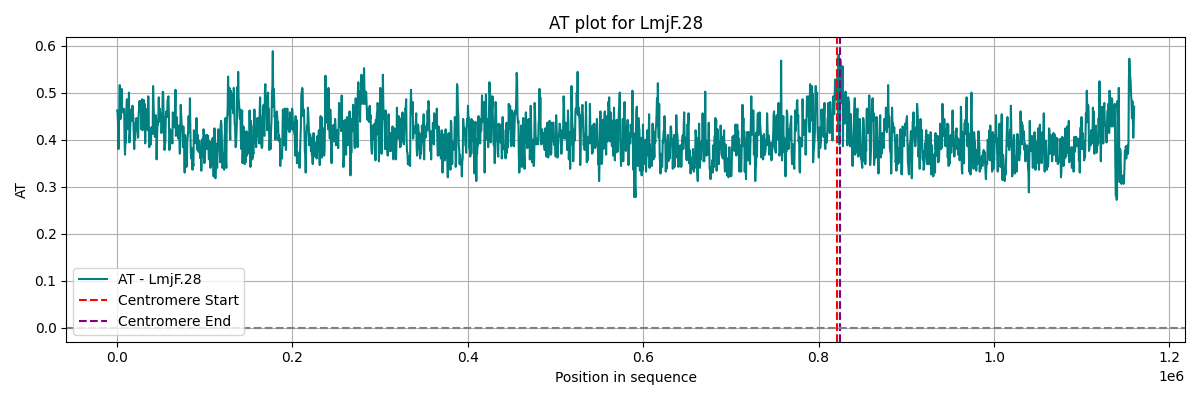 AT plot for LmjF.28
AT
0.6
0.5
0.4
0.3
0.2
0.1
0.0
AT - LmjF.28
Centromere Start
Centromere End
0.0 0.2 0.4 0.6 0.8 1.0 1.2
1e6
Position in sequence